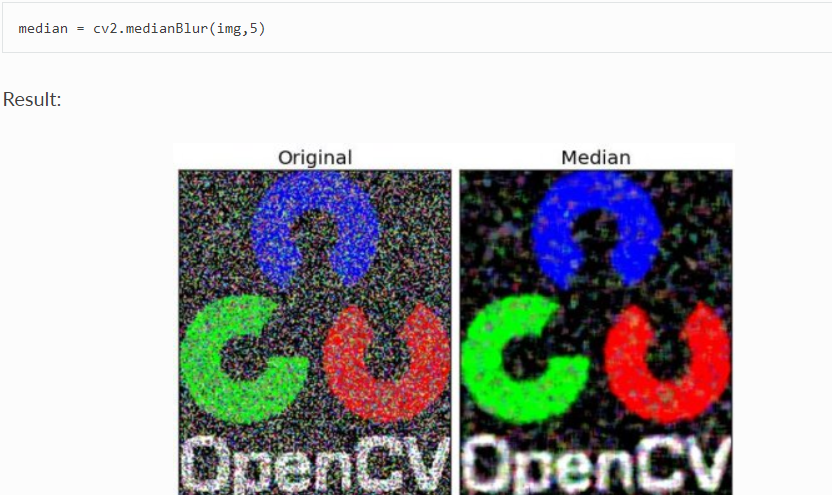 median = cv2.medianBlur(img,5)
Result:
Original
Median
OpenCV
OpenCV